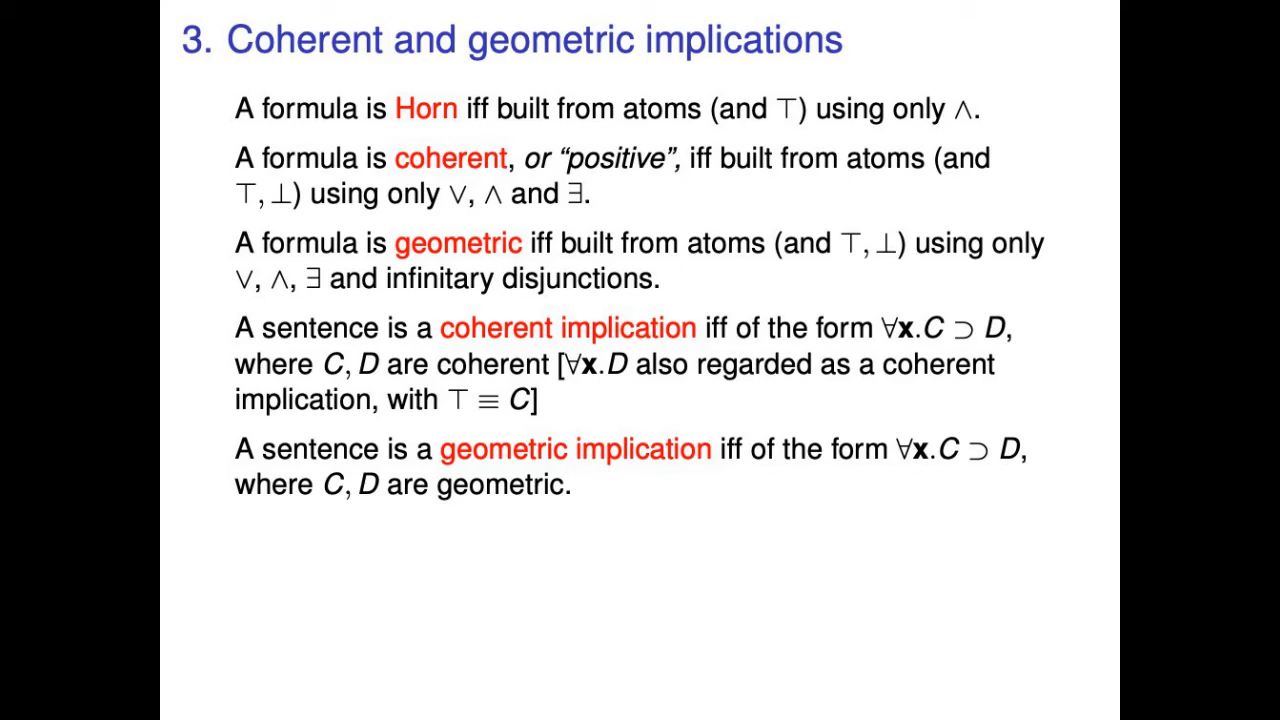 3. Coherent and geometric implications
A formula is Horn iff built from atoms (and ⊤) using only ∧.
A formula is coherent, or “positive”, iff built from atoms (and
⊤, ⊥) using only ∨, ∧ and ∃.
A formula is geometric iff built from atoms (and ⊤, ⊥) using only
∨, ∧, ∃ and infinitary disjunctions.
A sentence is a coherent implication iff of the form ∀x.C ⊃ D,
where C, D are coherent [∀x.D also regarded as a coherent
implication, with ⊤ ≡ C]
A sentence is a geometric implication iff of the form ∀x.C ⊃ D,
where C, D are geometric.